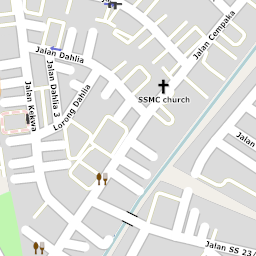 Jalan Cempaka
Jalan Dahlia
SSMC church
Jalan Kekwa
Jalan Dahlia 3
Lorong Dahlia
Jalan SS 23/